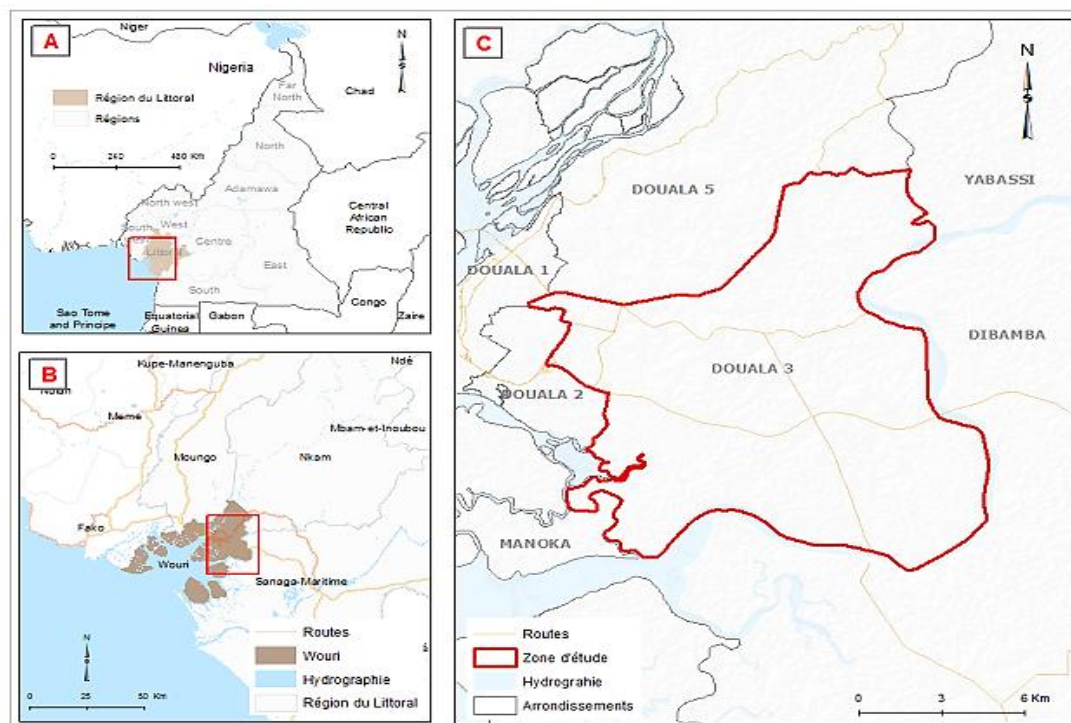 A
Niger
N
Nigeria
Chad
Région du Littoral
Régions
Far
North
0 240 480 Km
North
Adamawa
North west
West
South
Centre
Littoral
East
South
Central
African
Republic
Sao Tome
and Principe
Equatorial
Guinea
Gabon
Congo
Zaire
B
Kupe-Manenguba
Ndé
Meme
Mbam-et-Inoubou
Moungo
Nkam
Fako
Wouri
Sanaga-Maritime
N
0 25 50 Km
Routes
Wouri
Hydrographie
Région du Littoral
C
N
DOUALA 5
YABASSI
DOUALA 1
DIBAMBA
DOUALA 3
DOUALA 2
MANOKA
Routes
Zone d'étude
Hydrograhie
Arrondissements
0 3 6 Km